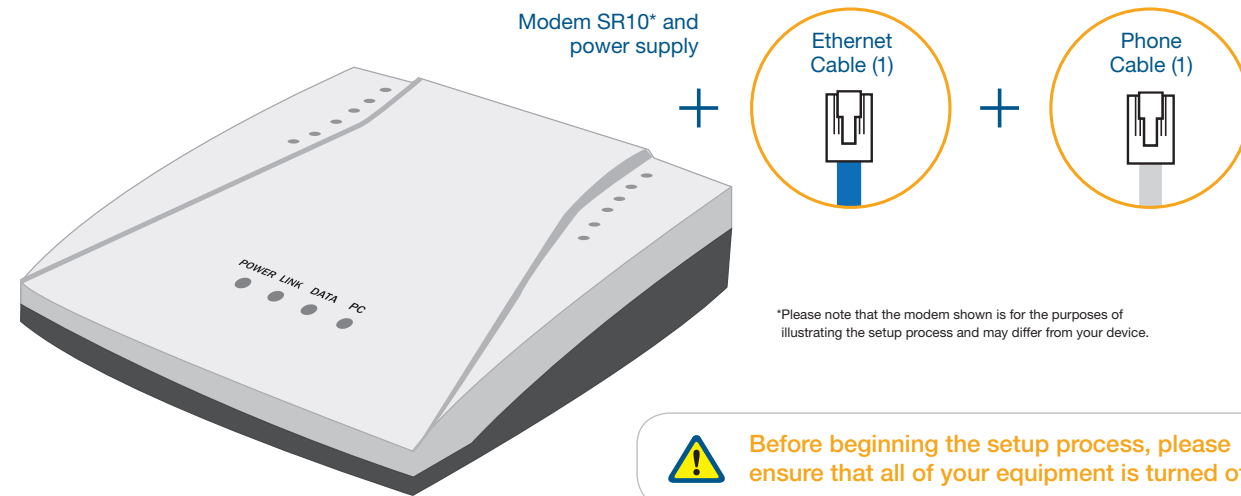 Modem SR10* and
power supply
Ethernet
Cable (1)
Phone
Cable (1)
POWER LINK DATA PC
*Please note that the modem shown is for the purposes of
illustrating the setup process and may differ from your device.
Before beginning the setup process, please
ensure that all of your equipment is turned